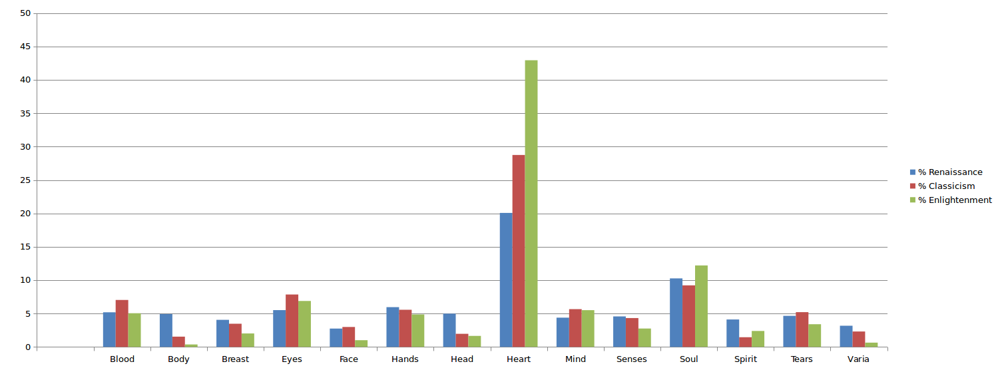 50
45
40
35
30
25
20
15
10
5
0
Blood Body Breast Eyes Face Hands Head Heart Mind Senses Soul Spirit Tears Varia
% Renaissance
% Classicism
% Enlightenment